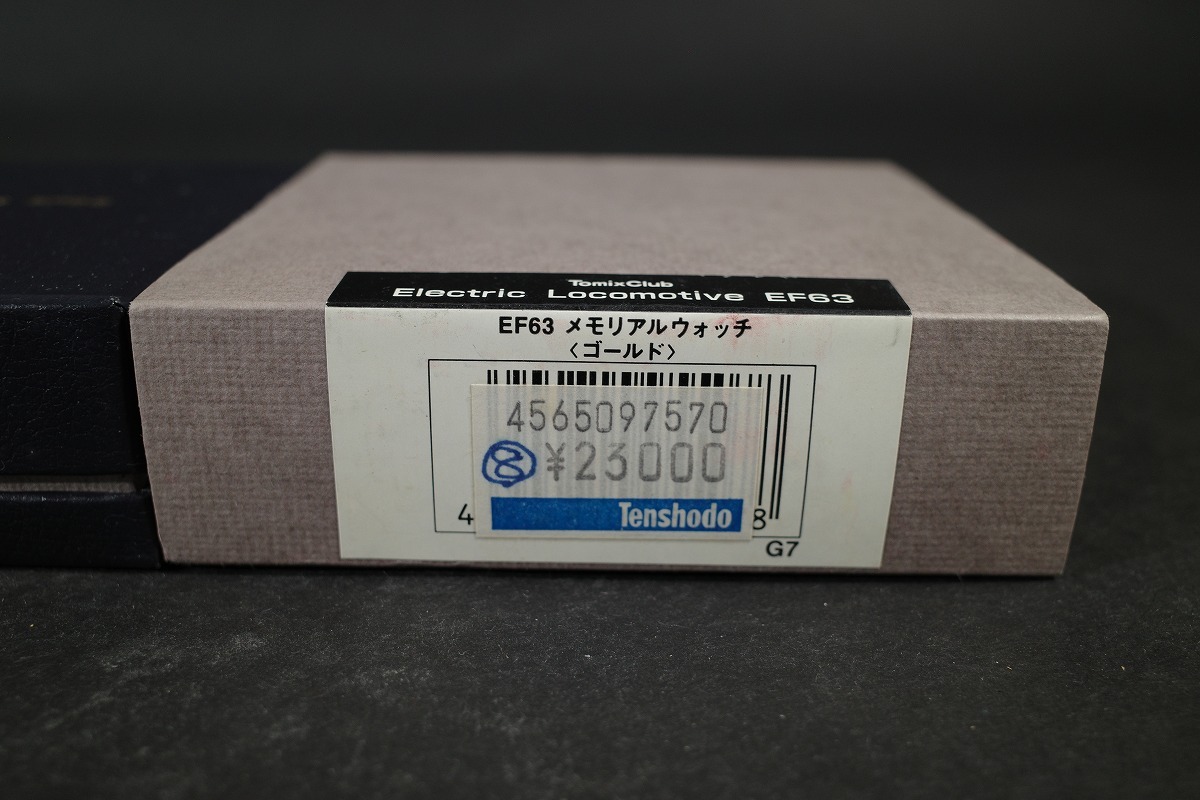 TomixClub
Electric Locomotive EF63
EF63 メモリアルウォッチ
〈ゴールド〉
4565097570
⑧ ¥23000
Tenshodo
4 8
G7